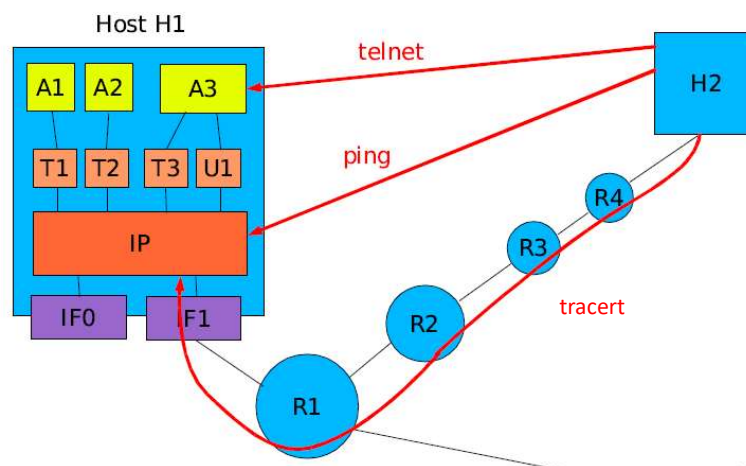 Host H1
telnet
A1 A2 A3
H2
ping
T1 T2 T3 U1
R4
IP
R3
tracert
IF0 IF1
R2
R1